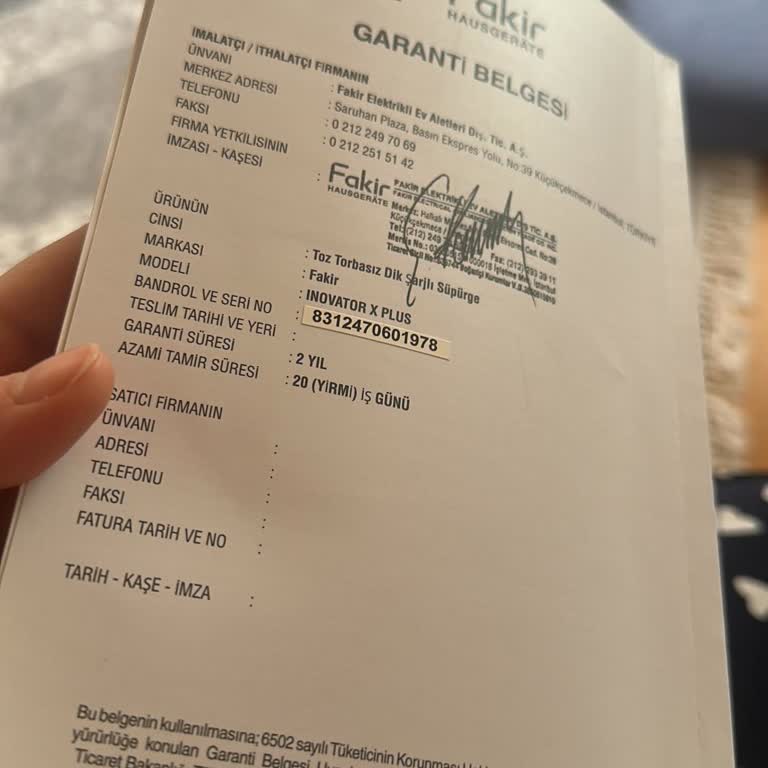 Fakir
HAUSGERÄTE
GARANTİ BELGESİ
İMALATÇI / İTHALATÇI FİRMANIN
ÜNVANI : Fakir Elektrikli Ev Aletleri Dış. Tic. A.Ş.
MERKEZ ADRESİ : Saruhan Plaza, Basın Ekspres Yolu, No:39 Küçükçekmece / İstanbul, TÜRKİYE
TELEFONU : 0 212 249 70 69
FAKSI : 0 212 251 51 42
FİRMA YETKİLİSİNİN
İMZASI - KAŞESİ :
Fakir
HAUSGERÄTE
ÜRÜNÜN
CİNSİ : Toz Torbasız Dik Şarjlı Süpürge
MARKASI : Fakir
MODELİ : INOVATOR X PLUS
BANDROL VE SERİ NO : 8312470601978
TESLİM TARİHİ VE YERİ :
GARANTİ SÜRESİ : 2 YIL
AZAMİ TAMİR SÜRESİ : 20 (YİRMİ) İŞ GÜNÜ
SATICI FİRMANIN
ÜNVANI :
ADRESİ :
TELEFONU :
FAKSI :
FATURA TARİH VE NO :
TARİH - KAŞE - İMZA :
Bu belgenin kullanılmasına; 6502 sayılı Tüketicinin Korunması
yürürlüğe konulan Garanti Belgesi
Ticaret